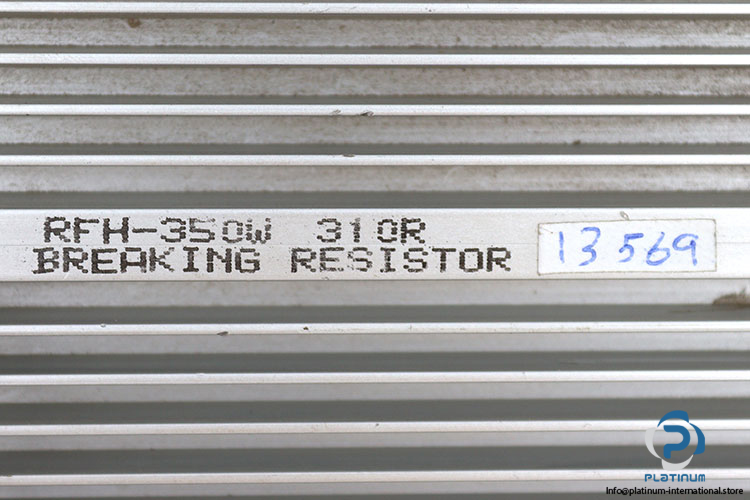 RFH-350W 310R
BREAKING RESISTOR
13569
PLATINUM
Info@platinum-international.store